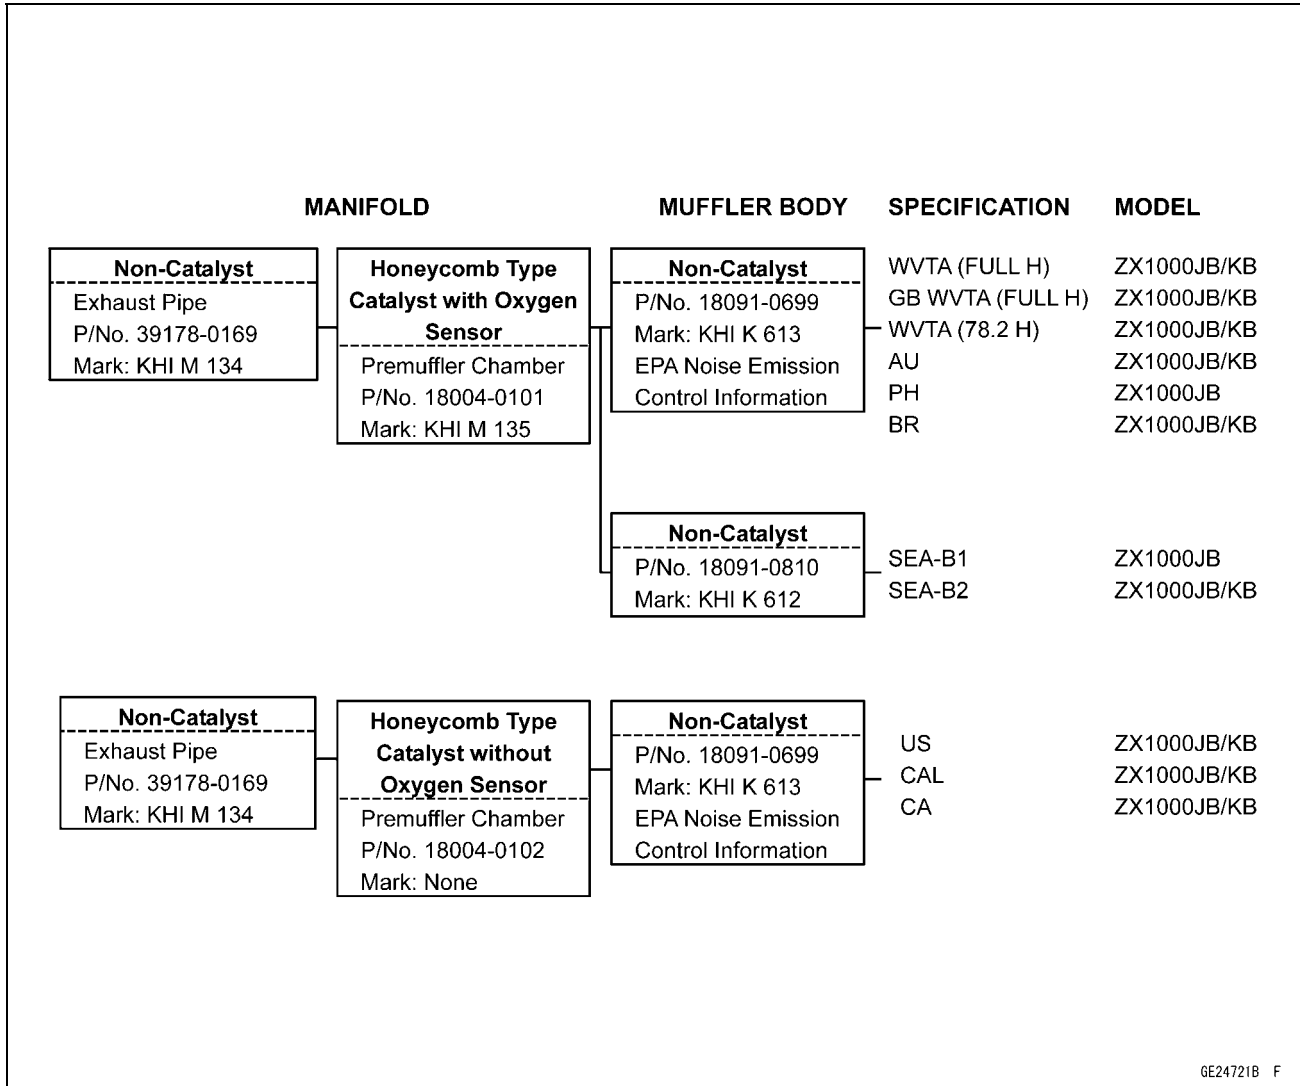 MANIFOLD
MUFFLER BODY
SPECIFICATION
MODEL
Non-Catalyst
Exhaust Pipe
P/No. 39178-0169
Mark: KHI M 134
Honeycomb Type
Catalyst with Oxygen
Sensor
Premuffler Chamber
P/No. 18004-0101
Mark: KHI M 135
Non-Catalyst
P/No. 18091-0699
Mark: KHI K 613
EPA Noise Emission
Control Information
WVTA (FULL H) ZX1000JB/KB
GB WVTA (FULL H) ZX1000JB/KB
WVTA (78.2 H) ZX1000JB/KB
AU ZX1000JB/KB
PH ZX1000JB
BR ZX1000JB/KB
Non-Catalyst
P/No. 18091-0810
Mark: KHI K 612
SEA-B1 ZX1000JB
SEA-B2 ZX1000JB/KB
Non-Catalyst
Exhaust Pipe
P/No. 39178-0169
Mark: KHI M 134
Honeycomb Type
Catalyst without
Oxygen Sensor
Premuffler Chamber
P/No. 18004-0102
Mark: None
Non-Catalyst
P/No. 18091-0699
Mark: KHI K 613
EPA Noise Emission
Control Information
US ZX1000JB/KB
CAL ZX1000JB/KB
CA ZX1000JB/KB
GE24721B F